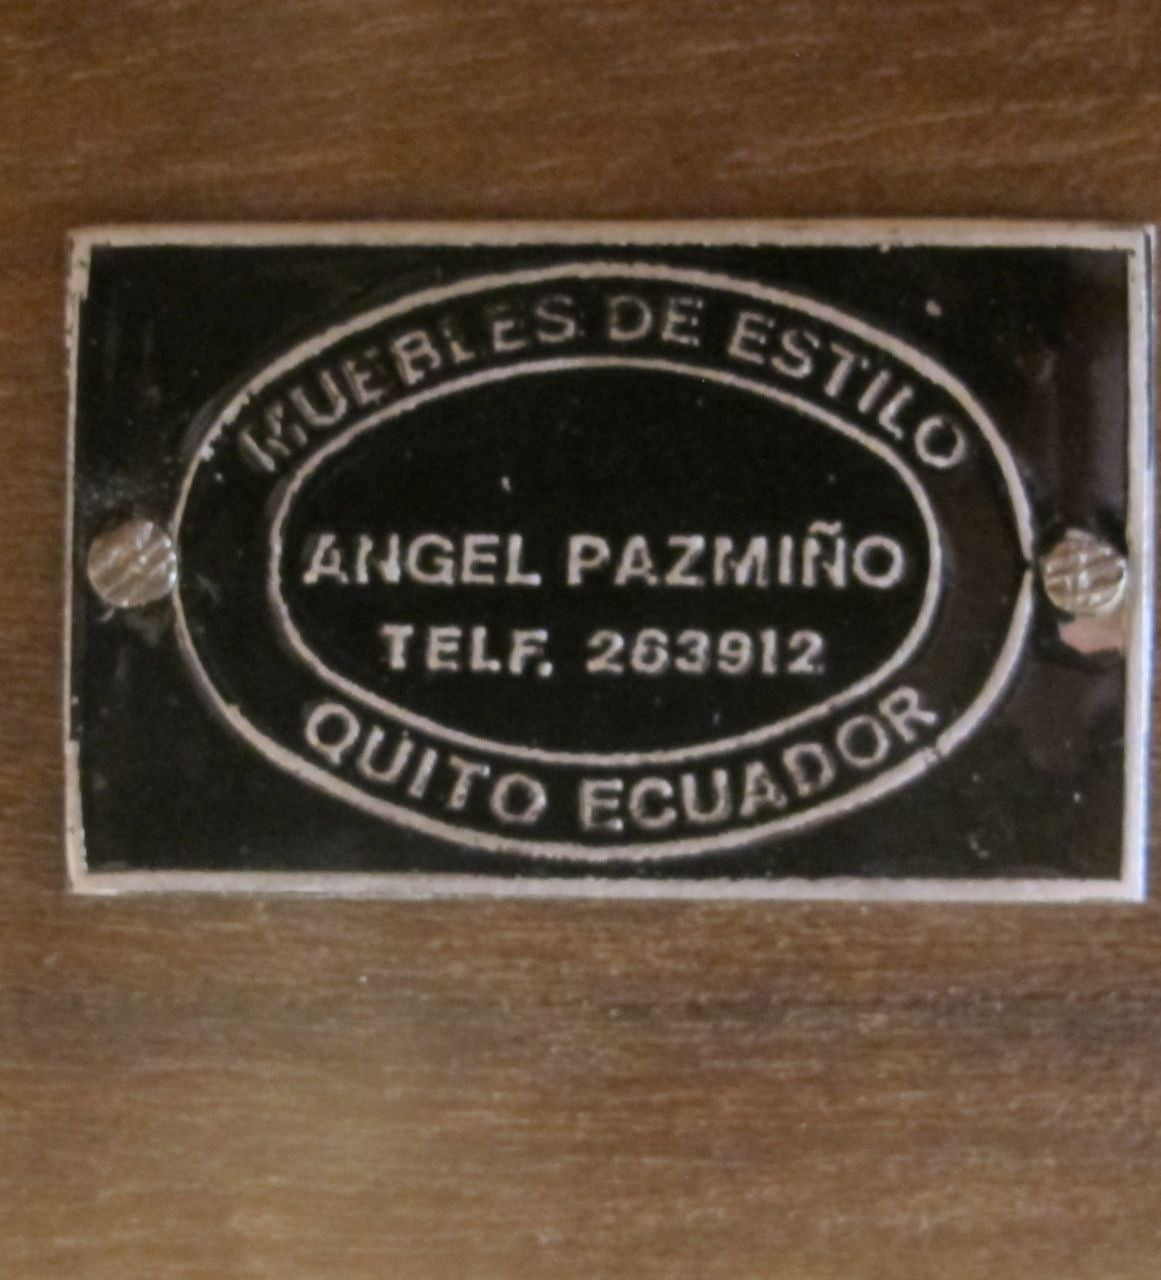 MUEBLES DE ESTILO
ANGEL PAZMIÑO
TELF. 263912
QUITO ECUADOR